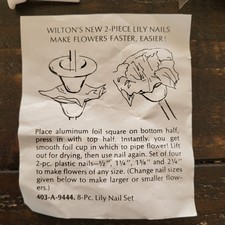 WILTON'S NEW 2-PIECE LILY NAILS
MAKE FLOWERS FASTER, EASIER!
Place aluminum foil square on bottom half,
press in with top half. Instantly, you get
smooth foil cup in which to pipe flower! Lift
out for drying, then use nail again. Set of four
2-pc. plastic nails—½", 1¼", 1⅝" and 2¼"
to make flowers of any size. (Change nail sizes
given below to make larger or smaller flow-
ers.)
403-A-9444. 8-Pc. Lily Nail Set